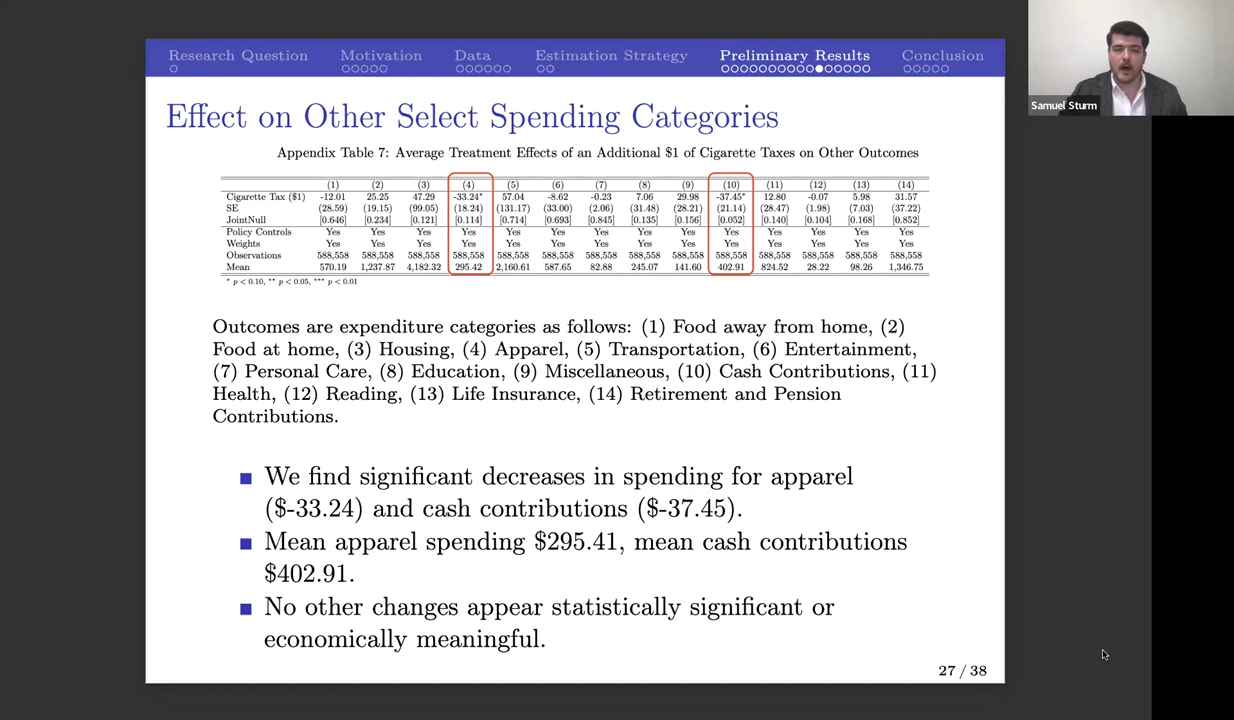 Research Question Motivation Data Estimation Strategy Preliminary Results Conclusion
Effect on Other Select Spending Categories
Appendix Table 7: Average Treatment Effects of an Additional $1 of Cigarette Taxes on Other Outcomes
(1) (2) (3) (4) (5) (6) (7) (8) (9) (10) (11) (12) (13) (14)
Cigarette Tax ($1) -12.01 25.25 47.29 -33.24* 57.04 -8.62 -0.23 7.06 29.98 -37.45* 12.80 -0.07 5.98 31.57
SE (28.59) (19.15) (99.05) (18.24) (131.17) (33.00) (2.06) (31.48) (28.21) (21.14) (28.47) (1.98) (7.03) (37.22)
JointNull [0.646] [0.234] [0.121] [0.114] [0.714] [0.693] [0.845] [0.135] [0.156] [0.052] [0.140] [0.104] [0.168] [0.852]
Policy Controls Yes Yes Yes Yes Yes Yes Yes Yes Yes Yes Yes Yes Yes Yes
Weights Yes Yes Yes Yes Yes Yes Yes Yes Yes Yes Yes Yes Yes Yes
Observations 588,558 588,558 588,558 588,558 588,558 588,558 588,558 588,558 588,558 588,558 588,558 588,558 588,558 588,558
Mean 570.19 1,237.87 4,182.32 295.42 2,160.61 587.65 82.88 245.07 141.60 402.91 824.52 28.22 98.26 1,346.75
* p < 0.10, ** p < 0.05, *** p < 0.01
Outcomes are expenditure categories as follows: (1) Food away from home, (2)
Food at home, (3) Housing, (4) Apparel, (5) Transportation, (6) Entertainment,
(7) Personal Care, (8) Education, (9) Miscellaneous, (10) Cash Contributions, (11)
Health, (12) Reading, (13) Life Insurance, (14) Retirement and Pension
Contributions.
We find significant decreases in spending for apparel
($-33.24) and cash contributions ($-37.45).
Mean apparel spending $295.41, mean cash contributions
$402.91.
No other changes appear statistically significant or
economically meaningful.
27 / 38
Samuel Sturm